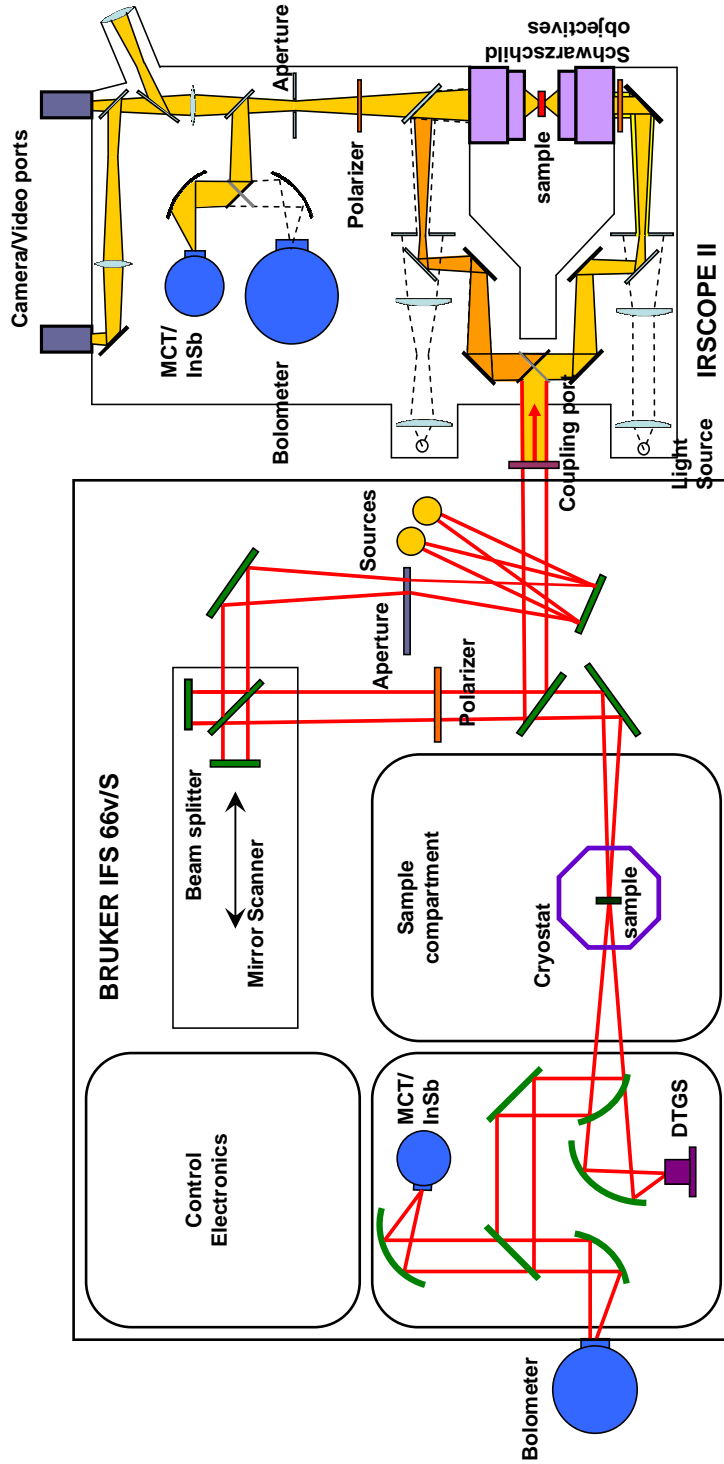 BRUKER IFS 66v/S
Control
Electronics
Beam splitter
Mirror Scanner
Aperture
Sources
Polarizer
MCT/
InSb
Sample
compartment
Cryostat
sample
DTGS
Bolometer
Camera/Video ports
MCT/
InSb
Bolometer
Aperture
Polarizer
Schwarzschild
objectives
sample
Coupling port
Light
Source
IRSCOPE II